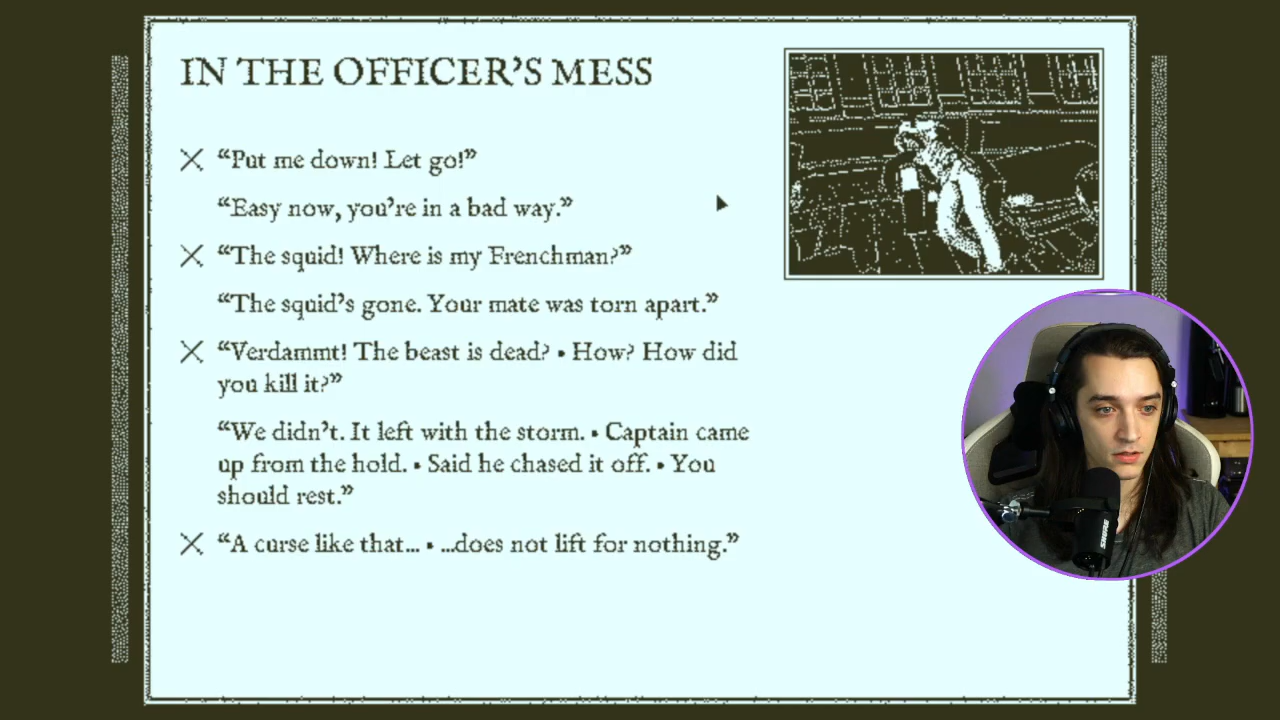 IN THE OFFICER'S MESS
“Put me down! Let go!”
“Easy now, you're in a bad way.”
“The squid! Where is my Frenchman?”
“The squid's gone. Your mate was torn apart.”
“Verdammt! The beast is dead? • How? How did
you kill it?”
“We didn't. It left with the storm. • Captain came
up from the hold. • Said he chased it off. • You
should rest.”
“A curse like that... • ...does not lift for nothing.”
SHURE